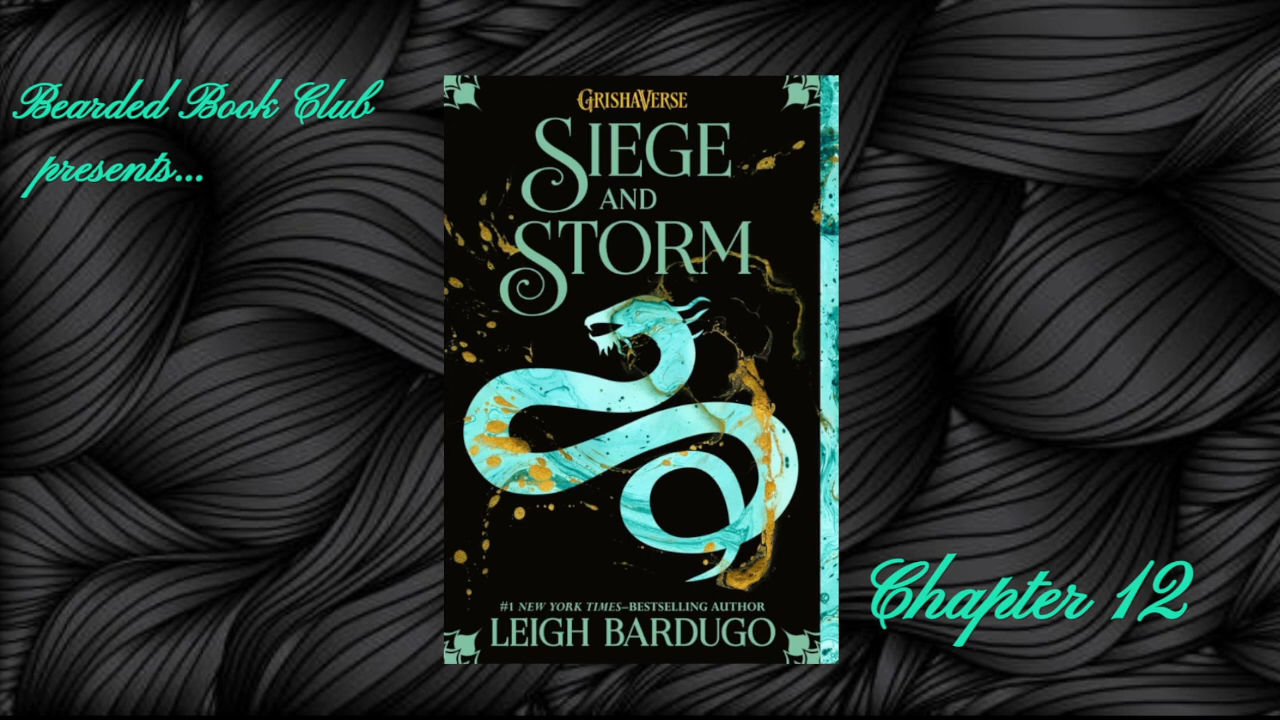 Bearded Book Club
presents...
GRISHAVERSE
SIEGE
AND
STORM
#1 NEW YORK TIMES–BESTSELLING AUTHOR
LEIGH BARDUGO
Chapter 12